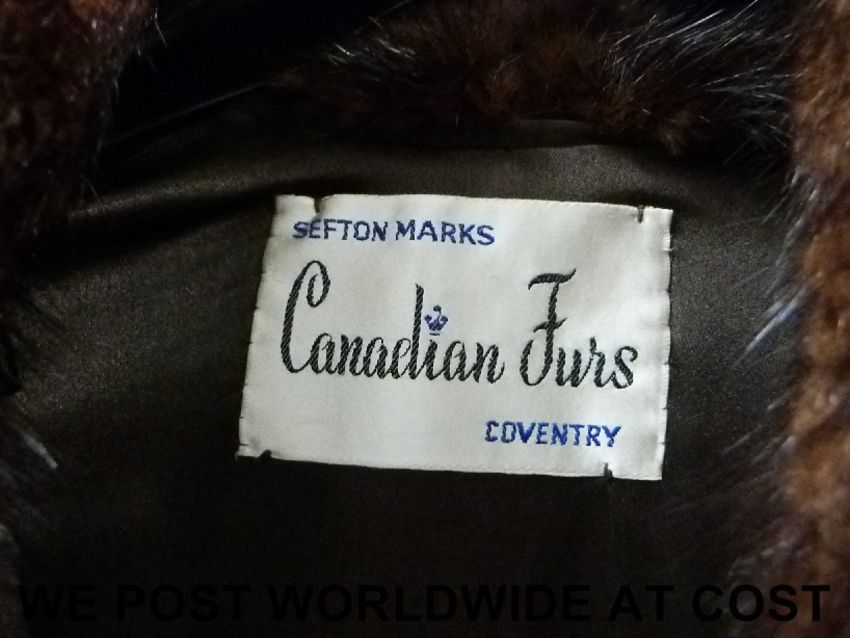 SEFTON MARKS
Canadian Furs
COVENTRY
WE POST WORLDWIDE AT COST